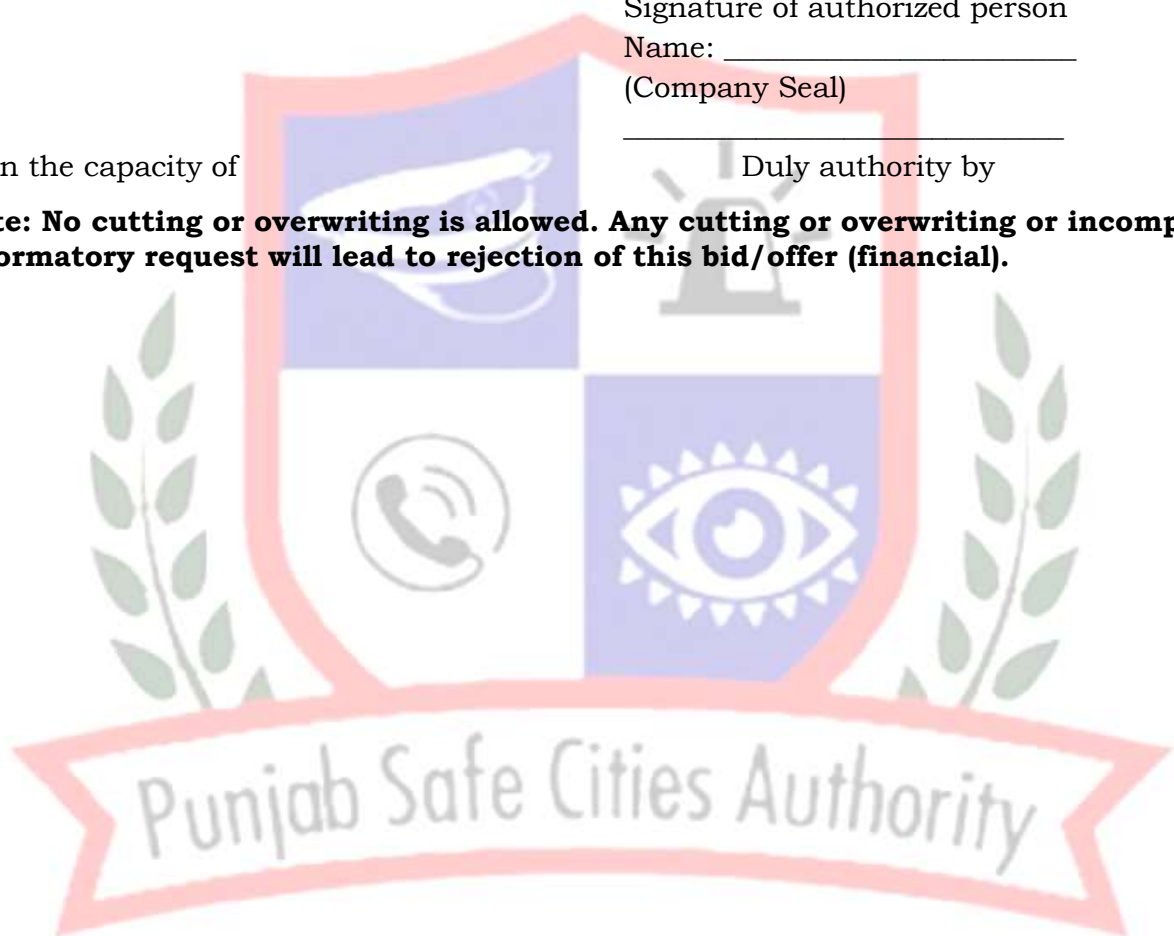 Signature of authorized person
Name: ______________________
(Company Seal)
____________________________
n the capacity of Duly authority by
te: No cutting or overwriting is allowed. Any cutting or overwriting or incomp
ormatory request will lead to rejection of this bid/offer (financial).
Punjab Safe Cities Authority